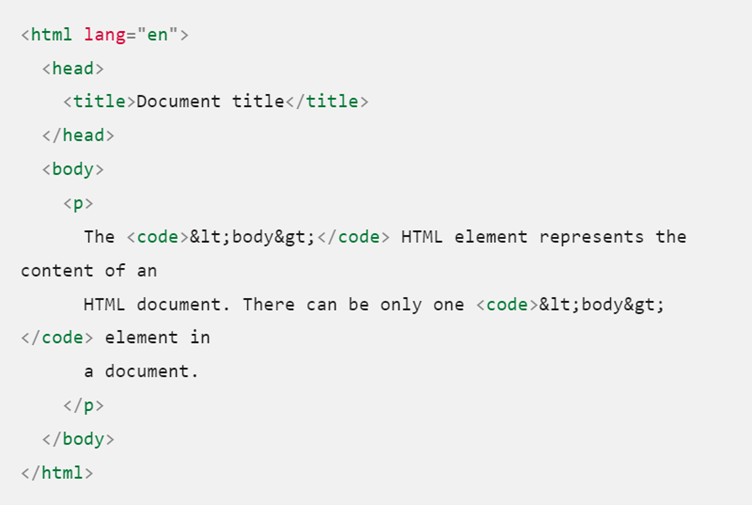 <html lang="en">
<head>
<title>Document title</title>
</head>
<body>
<p>
The <code>&lt;body&gt;</code> HTML element represents the
content of an
HTML document. There can be only one <code>&lt;body&gt;
</code> element in
a document.
</p>
</body>
</html>